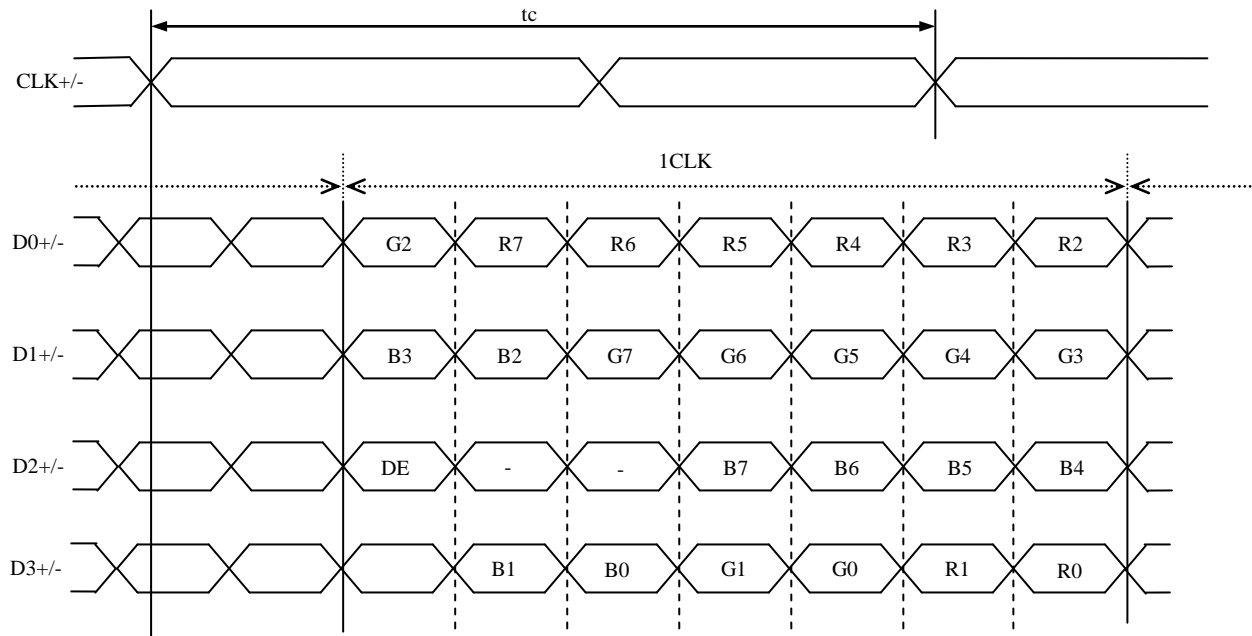 tc
CLK+/-
1CLK
D0+/- G2 R7 R6 R5 R4 R3 R2
D1+/- B3 B2 G7 G6 G5 G4 G3
D2+/- DE - - B7 B6 B5 B4
D3+/- B1 B0 G1 G0 R1 R0